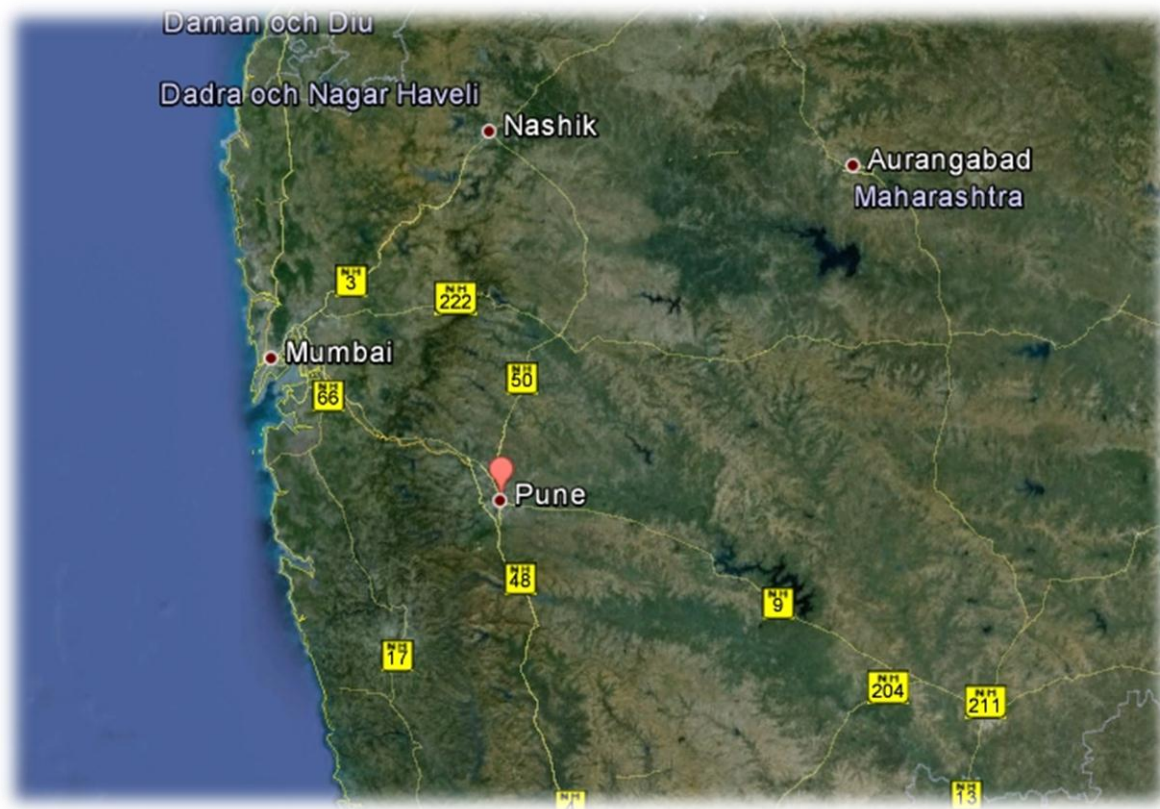 Daman och Diu
Dadra och Nagar Haveli
Nashik
Aurangabad
Maharashtra
NH
3
NH
222
Mumbai
NH
50
NH
66
Pune
NH
48
NH
9
NH
17
NH
204
NH
211
NH
13
NH